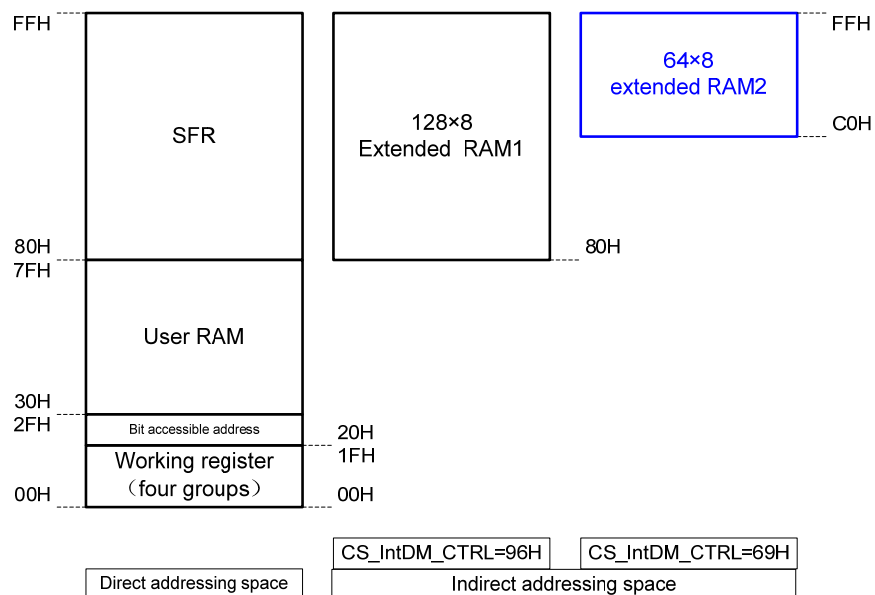 FFH
SFR
80H
7FH
User RAM
30H
2FH
Bit accessible address
20H
Working register
（four groups）
1FH
00H
00H
128×8
Extended RAM1
80H
64×8
extended RAM2
FFH
C0H
CS_IntDM_CTRL=96H
CS_IntDM_CTRL=69H
Direct addressing space
Indirect addressing space